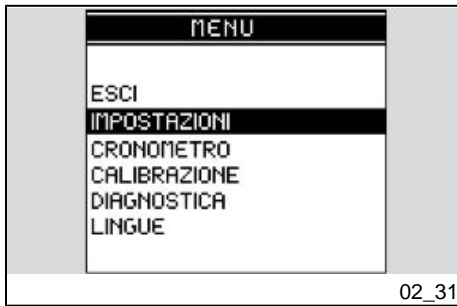 MENU
ESCI
IMPOSTAZIONI
CRONOMETRO
CALIBRAZIONE
DIAGNOSTICA
LINGUE
02_31